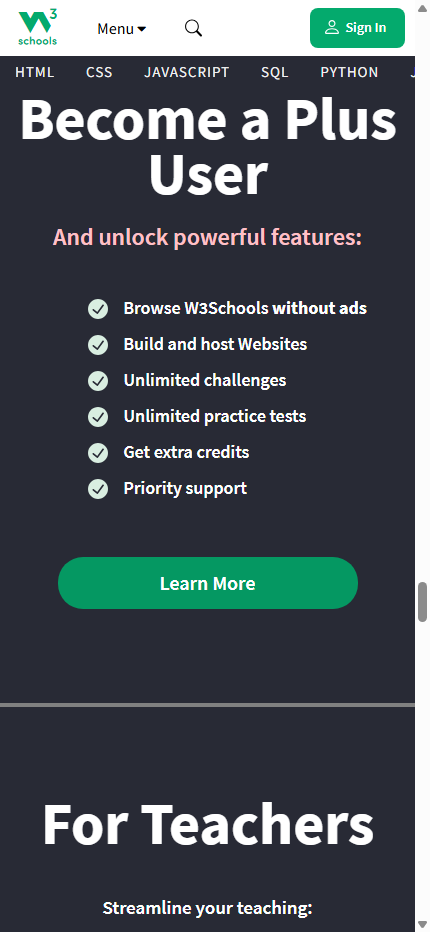 3
schools
Menu
Sign In
HTML CSS JAVASCRIPT SQL PYTHON
Become a Plus
User
And unlock powerful features:
Browse W3Schools without ads
Build and host Websites
Unlimited challenges
Unlimited practice tests
Get extra credits
Priority support
Learn More
For Teachers
Streamline your teaching: